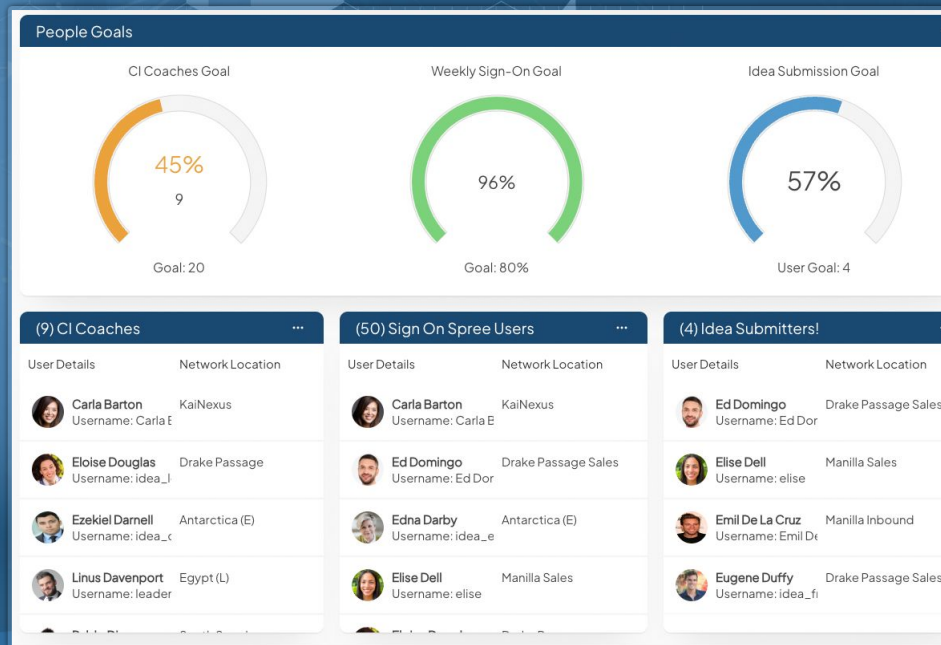 People Goals
CI Coaches Goal
Weekly Sign-On Goal
Idea Submission Goal
45%
9
96%
57%
Goal: 20
Goal: 80%
User Goal: 4
(9) CI Coaches ...
(50) Sign On Spree Users ...
(4) Idea Submitters!
User Details Network Location
User Details Network Location
User Details Network Location
Carla Barton KaiNexus
Username: Carla
Carla Barton KaiNexus
Username: Carla B
Ed Domingo Drake Passage Sales
Username: Ed Dor
Eloise Douglas Drake Passage
Username: idea_
Ed Domingo Drake Passage Sales
Username: Ed Dor
Elise Dell Manilla Sales
Username: elise
Ezekiel Darnell Antarctica (E)
Username: idea_
Edna Darby Antarctica (E)
Username: idea_e
Emil De La Cruz Manilla Inbound
Username: Emil De
Linus Davenport Egypt (L)
Username: leader
Elise Dell Manilla Sales
Username: elise
Eugene Duffy Drake Passage Sales
Username: idea_f